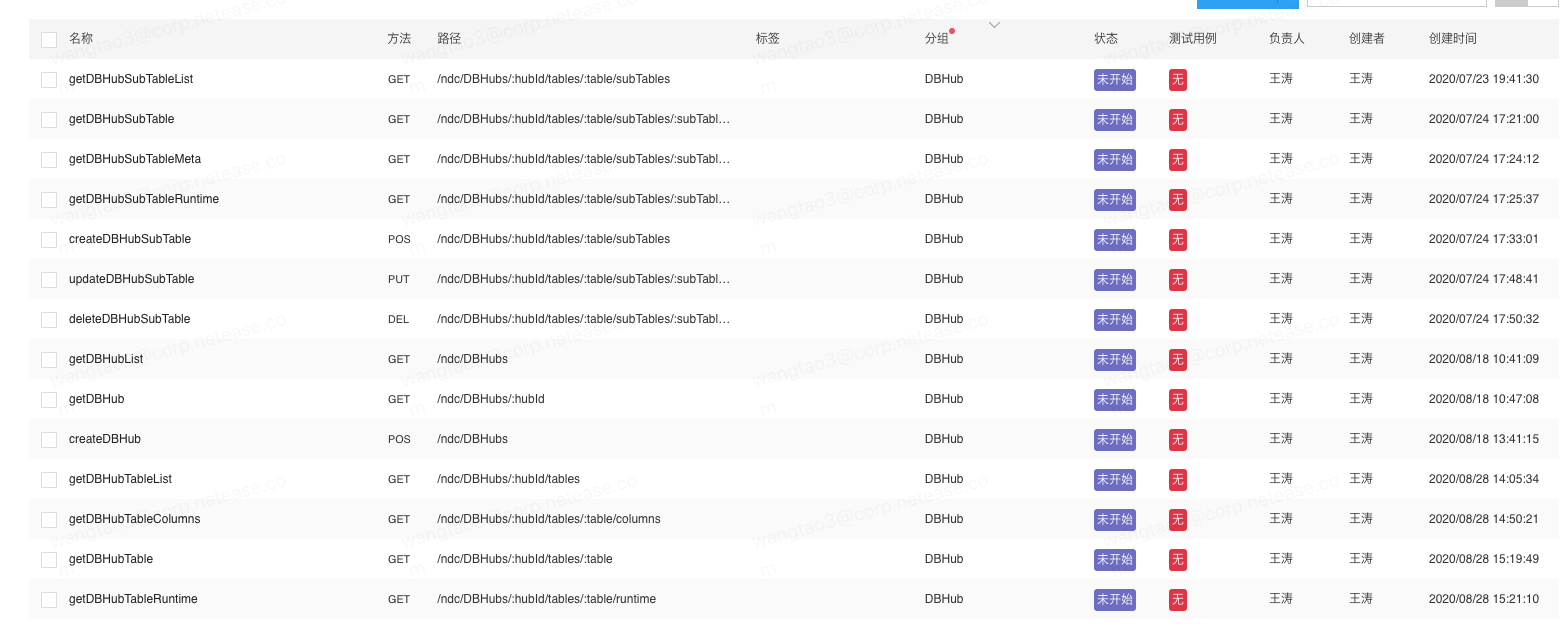 名称 方法 路径 标签 分组 状态 测试用例 负责人 创建者 创建时间
getDBHubSubTableList GET /ndc/DBHubs/:hubId/tables/:table/subTables DBHub 未开始 无 王涛 王涛 2020/07/23 19:41:30
getDBHubSubTable GET /ndc/DBHubs/:hubId/tables/:table/subTables/:subTabl... DBHub 未开始 无 王涛 王涛 2020/07/24 17:21:00
getDBHubSubTableMeta GET /ndc/DBHubs/:hubId/tables/:table/subTables/:subTabl... DBHub 未开始 无 王涛 王涛 2020/07/24 17:24:12
getDBHubSubTableRuntime GET /ndc/DBHubs/:hubId/tables/:table/subTables/:subTabl... DBHub 未开始 无 王涛 王涛 2020/07/24 17:25:37
createDBHubSubTable POS /ndc/DBHubs/:hubId/tables/:table/subTables DBHub 未开始 无 王涛 王涛 2020/07/24 17:33:01
updateDBHubSubTable PUT /ndc/DBHubs/:hubId/tables/:table/subTables/:subTabl... DBHub 未开始 无 王涛 王涛 2020/07/24 17:48:41
deleteDBHubSubTable DEL /ndc/DBHubs/:hubId/tables/:table/subTables/:subTabl... DBHub 未开始 无 王涛 王涛 2020/07/24 17:50:32
getDBHubList GET /ndc/DBHubs DBHub 未开始 无 王涛 王涛 2020/08/18 10:41:09
getDBHub GET /ndc/DBHubs/:hubId DBHub 未开始 无 王涛 王涛 2020/08/18 10:47:08
createDBHub POS /ndc/DBHubs DBHub 未开始 无 王涛 王涛 2020/08/18 13:41:15
getDBHubTableList GET /ndc/DBHubs/:hubId/tables DBHub 未开始 无 王涛 王涛 2020/08/28 14:05:34
getDBHubTableColumns GET /ndc/DBHubs/:hubId/tables/:table/columns DBHub 未开始 无 王涛 王涛 2020/08/28 14:50:21
getDBHubTable GET /ndc/DBHubs/:hubId/tables/:table DBHub 未开始 无 王涛 王涛 2020/08/28 15:19:49
getDBHubTableRuntime GET /ndc/DBHubs/:hubId/tables/:table/runtime DBHub 未开始 无 王涛 王涛 2020/08/28 15:21:10
wangtao3@corp.netease.com